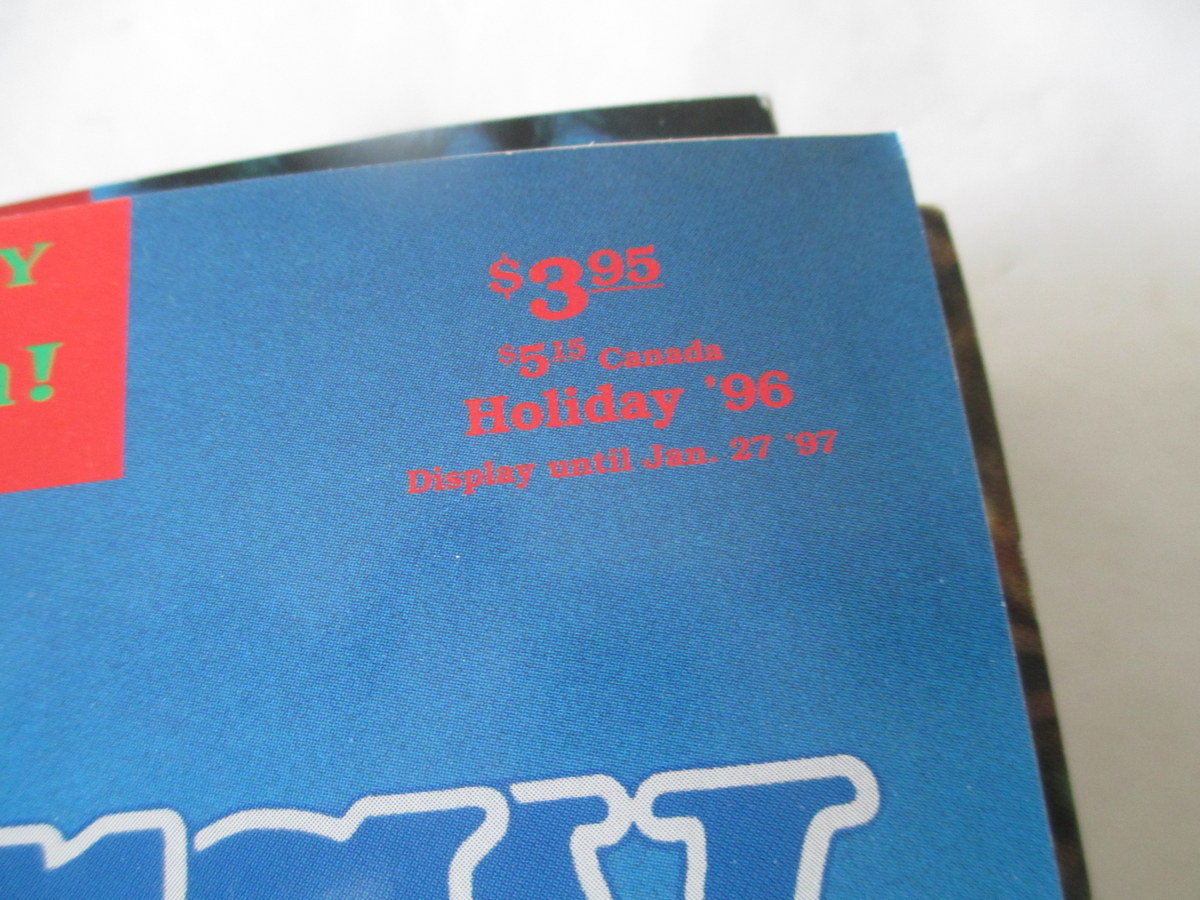 Y
!
$3.95
$5.15 Canada
Holiday '96
Display until Jan. 27 '97